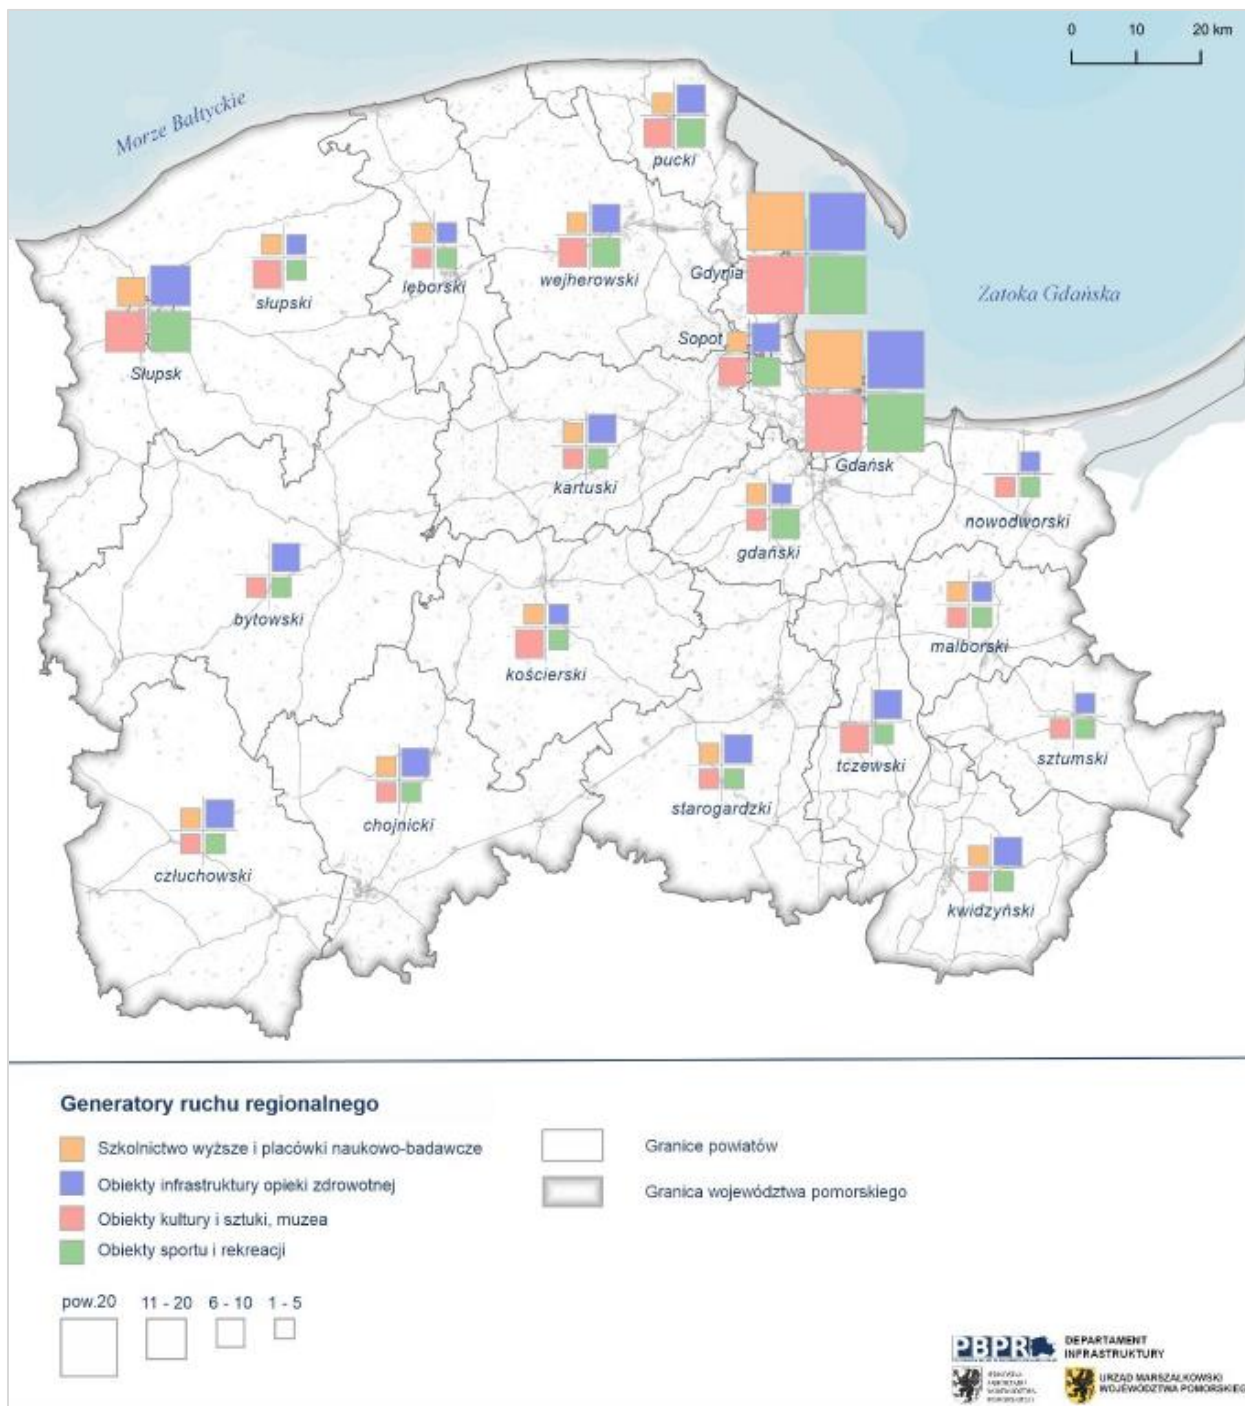 0 10 20 km
Morze Bałtyckie
pucki
Gdynia
Zatoka Gdańska
słupski
lęborski
wejherowski
Słupsk
Sopot
Gdańsk
kartuski
nowodworski
gdański
bytowski
kościerski
malborski
sztumski
tczewski
starogardzki
chojnicki
człuchowski
kwidzyński
Generatory ruchu regionalnego
Szkolnictwo wyższe i placówki naukowo-badawcze
Obiekty infrastruktury opieki zdrowotnej
Obiekty kultury i sztuki, muzea
Obiekty sportu i rekreacji
Granice powiatów
Granica województwa pomorskiego
pow.20 11 - 20 6 - 10 1 - 5
PBPR
DEPARTAMENT
INFRASTRUKTURY
URZĄD MARSZAŁKOWSKI
WOJEWÓDZTWA POMORSKIEGO